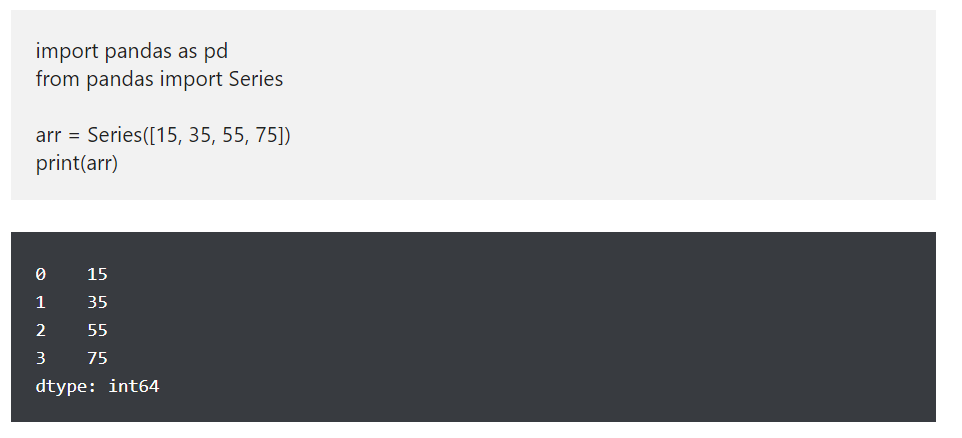 import pandas as pd
from pandas import Series
arr = Series([15, 35, 55, 75])
print(arr)
0    15
1    35
2    55
3    75
dtype: int64